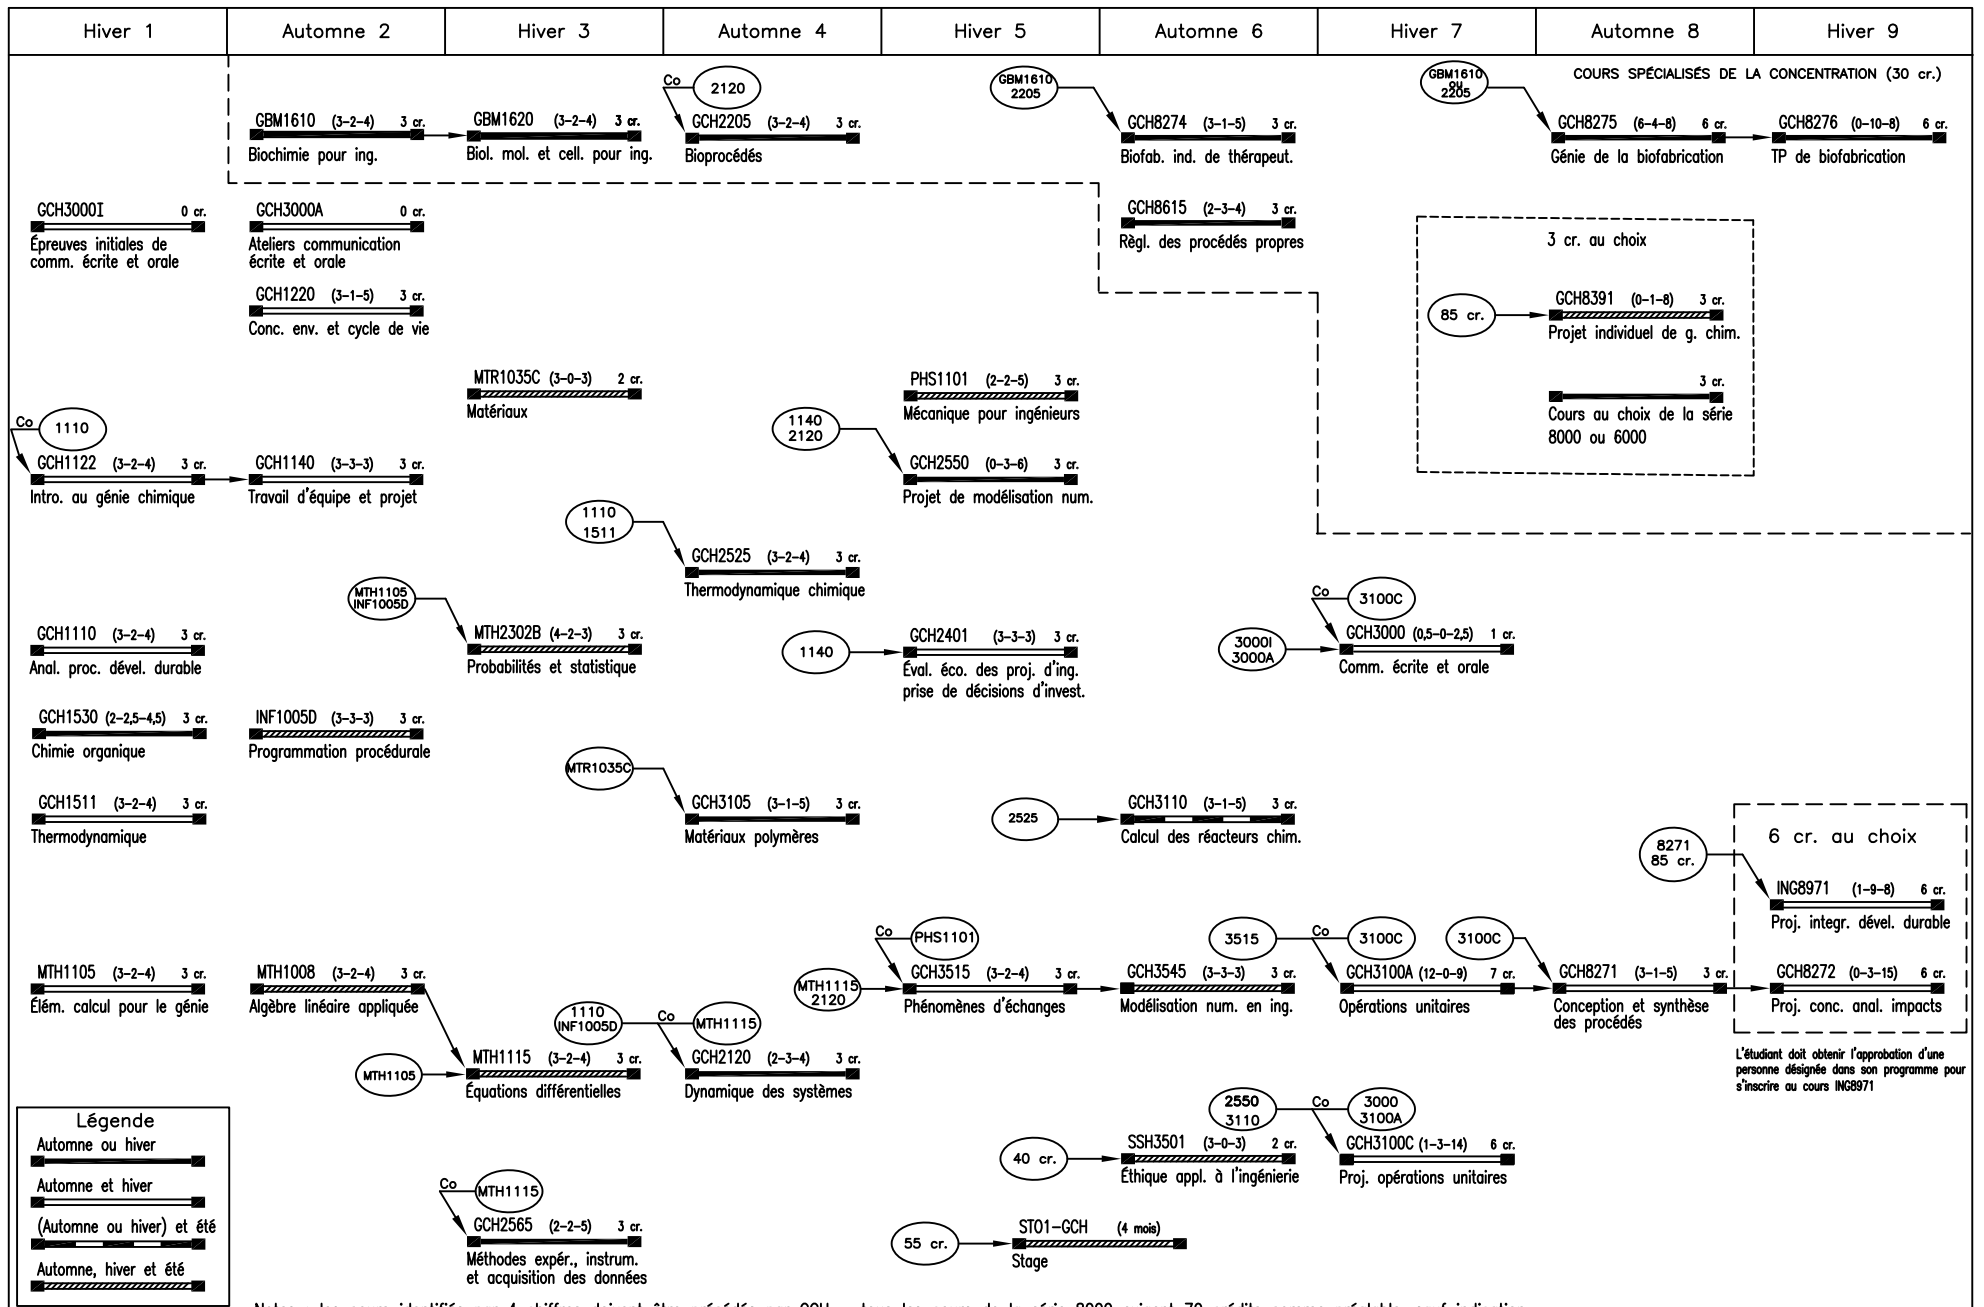 Hiver 1
Automne 2
Hiver 3
Automne 4
Hiver 5
Automne 6
Hiver 7
Automne 8
Hiver 9
COURS SPÉCIALISÉS DE LA CONCENTRATION (30 cr.)
GBM1610 (3-2-4) 3 cr.
Biochimie pour ing.
GBM1620 (3-2-4) 3 cr.
Biol. mol. et cell. pour ing.
Co
2120
GCH2205 (3-2-4) 3 cr.
Bioprocédés
GBM1610
2205
GCH8274 (3-1-5) 3 cr.
Biofab. ind. de thérapeut.
GBM1610
ou
2205
GCH8275 (6-4-8) 6 cr.
Génie de la biofabrication
GCH8276 (0-10-8) 6 cr.
TP de biofabrication
GCH3000I 0 cr.
Épreuves initiales de
comm. écrite et orale
GCH3000A 0 cr.
Ateliers communication
écrite et orale
GCH8615 (2-3-4) 3 cr.
Règl. des procédés propres
3 cr. au choix
GCH1220 (3-1-5) 3 cr.
Conc. env. et cycle de vie
85 cr.
GCH8391 (0-1-8) 3 cr.
Projet individuel de g. chim.
MTR1035C (3-0-3) 2 cr.
Matériaux
PHS1101 (2-2-5) 3 cr.
Mécanique pour ingénieurs
3 cr.
Cours au choix de la série
8000 ou 6000
Co
1110
GCH1122 (3-2-4) 3 cr.
Intro. au génie chimique
GCH1140 (3-3-3) 3 cr.
Travail d'équipe et projet
1140
2120
GCH2550 (0-3-6) 3 cr.
Projet de modélisation num.
1110
1511
GCH2525 (3-2-4) 3 cr.
Thermodynamique chimique
MTH1105
INF1005D
MTH2302B (4-2-3) 3 cr.
Probabilités et statistique
GCH1110 (3-2-4) 3 cr.
Anal. proc. dével. durable
1140
GCH2401 (3-3-3) 3 cr.
Éval. éco. des proj. d'ing.
prise de décisions d'invest.
Co
3100C
3000I
3000A
GCH3000 (0,5-0-2,5) 1 cr.
Comm. écrite et orale
GCH1530 (2-2,5-4,5) 3 cr.
Chimie organique
INF1005D (3-3-3) 3 cr.
Programmation procédurale
MTR1035C
GCH3105 (3-1-5) 3 cr.
Matériaux polymères
GCH1511 (3-2-4) 3 cr.
Thermodynamique
2525
GCH3110 (3-1-5) 3 cr.
Calcul des réacteurs chim.
6 cr. au choix
8271
85 cr.
ING8971 (1-9-8) 6 cr.
Proj. integr. dével. durable
MTH1105 (3-2-4) 3 cr.
Élém. calcul pour le génie
MTH1008 (3-2-4) 3 cr.
Algèbre linéaire appliquée
Co
PHS1101
MTH1115
2120
GCH3515 (3-2-4) 3 cr.
Phénomènes d'échanges
GCH3545 (3-3-3) 3 cr.
Modélisation num. en ing.
3515
Co
3100C
GCH3100A (12-0-9) 7 cr.
Opérations unitaires
3100C
GCH8271 (3-1-5) 3 cr.
Conception et synthèse
des procédés
GCH8272 (0-3-15) 6 cr.
Proj. conc. anal. impacts
L'étudiant doit obtenir l'approbation d'une
personne désignée dans son programme pour
s'inscrire au cours ING8971
MTH1105
MTH1115 (3-2-4) 3 cr.
Équations différentielles
1110
INF1005D
Co
MTH1115
GCH2120 (2-3-4) 3 cr.
Dynamique des systèmes
2550
3110
Co
3000
3100A
GCH3100C (1-3-14) 6 cr.
Proj. opérations unitaires
40 cr.
SSH3501 (3-0-3) 2 cr.
Éthique appl. à l'ingénierie
Co
MTH1115
GCH2565 (2-2-5) 3 cr.
Méthodes expér., instrum.
et acquisition des données
55 cr.
ST01-GCH (4 mois)
Stage
Légende
Automne ou hiver
Automne et hiver
(Automne ou hiver) et été
Automne, hiver et été